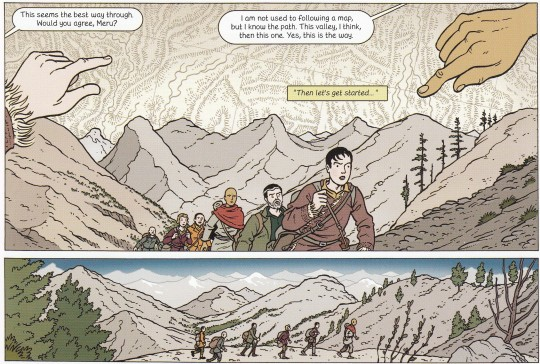 This seems the best way through.
Would you agree, Meru?
I am not used to following a map,
but I know the path. This valley, I think,
then this one. Yes, this is the way.
"Then let's get started..."